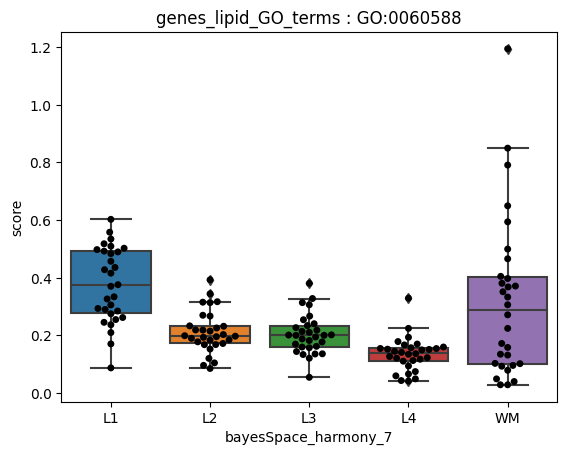 genes_lipid_GO_terms : GO:0060588
score
1.2
1.0
0.8
0.6
0.4
0.2
0.0
L1 L2 L3 L4 WM
bayesSpace_harmony_7